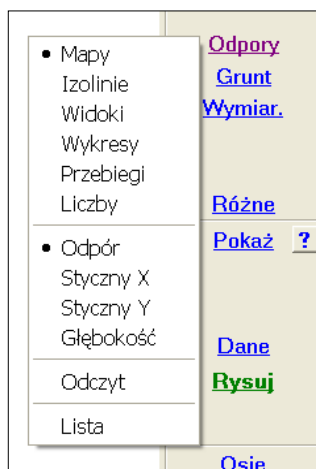 • Mapy
Izolinie
Widoki
Wykresy
Przebiegi
Liczby
• Odpór
Styczny X
Styczny Y
Głębokość
Odczyt
Lista
Odpory
Grunt
Wymiar.
Różne
Pokaż ?
Dane
Rysuj
Osie